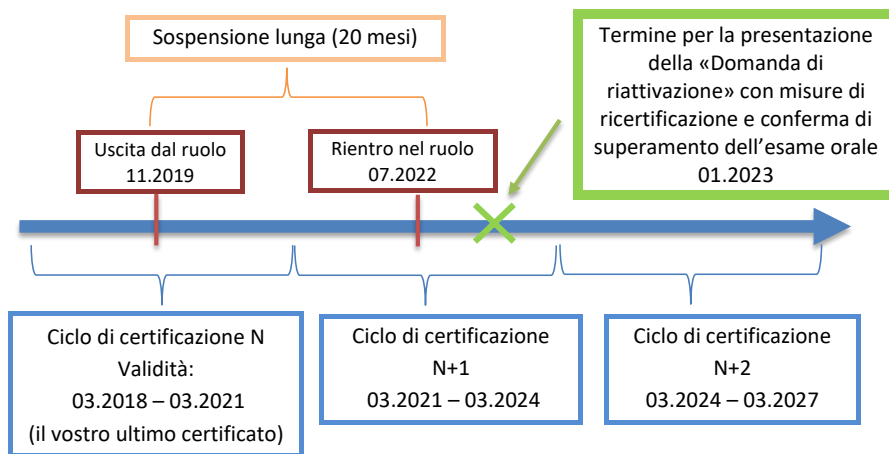 Sospensione lunga (20 mesi)
Termine per la presentazione
della «Domanda di
riattivazione» con misure di
ricertificazione e conferma di
superamento dell’esame orale
01.2023
Uscita dal ruolo
11.2019
Rientro nel ruolo
07.2022
Ciclo di certificazione N
Validità:
03.2018 – 03.2021
(il vostro ultimo certificato)
Ciclo di certificazione
N+1
03.2021 – 03.2024
Ciclo di certificazione
N+2
03.2024 – 03.2027